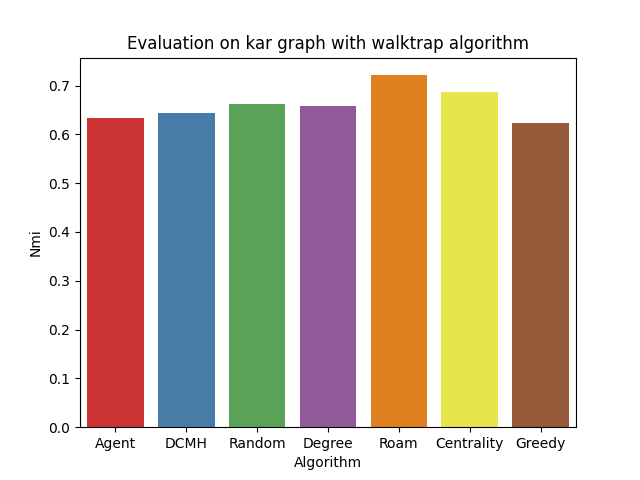 Evaluation on kar graph with walktrap algorithm
0.7
0.6
0.5
0.4
0.3
0.2
0.1
0.0
Nmi
Agent DCMH Random Degree Roam Centrality Greedy
Algorithm